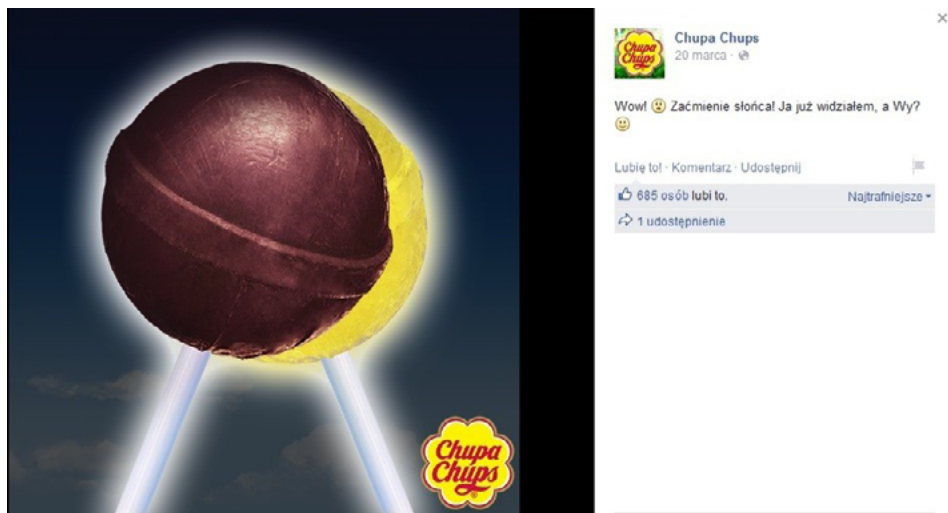 Chupa
Chups
Chupa Chups
20 marca
Wow! Zaćmienie słońca! Ja już widziałem, a Wy?
Lubię to! · Komentarz · Udostępnij
685 osób lubi to.
Najtrafniejsze
1 udostępnienie
Chupa
Chups